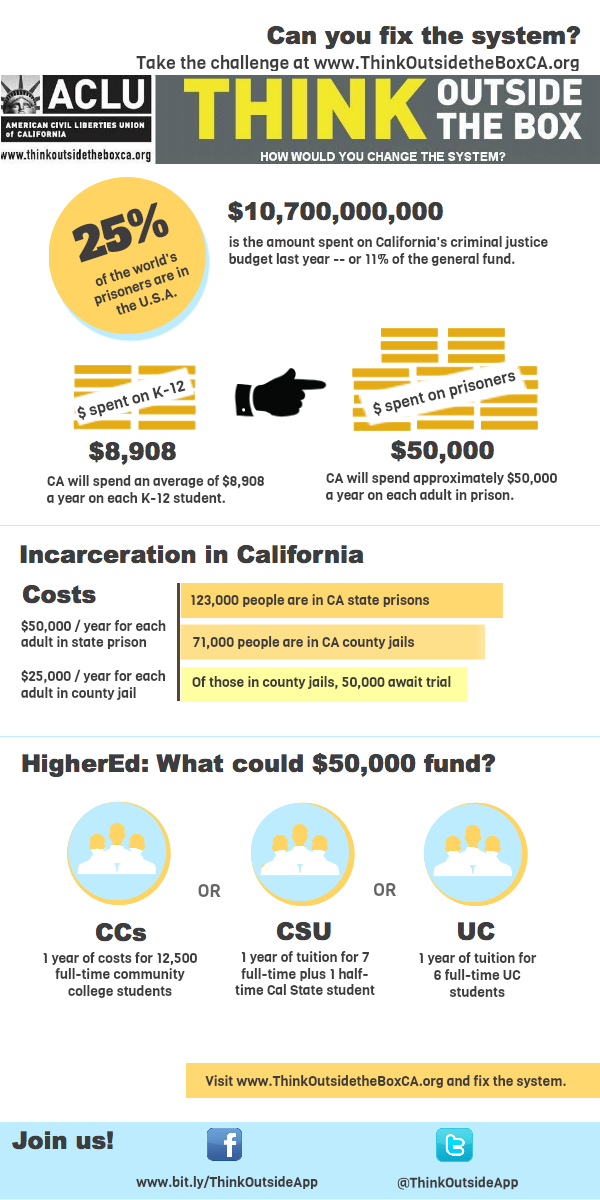 Can you fix the system?
Take the challenge at www.ThinkOutsidetheBoxCA.org
ACLU
AMERICAN CIVIL LIBERTIES UNION
of CALIFORNIA
www.thinkoutsidetheboxca.org
THINK OUTSIDE
THE BOX
HOW WOULD YOU CHANGE THE SYSTEM?
25%
of the world's
prisoners are in
the U.S.A.
$10,700,000,000
is the amount spent on California's criminal justice
budget last year -- or 11% of the general fund.
$ spent on K-12
$8,908
CA will spend an average of $8,908
a year on each K-12 student.
$ spent on prisoners
$50,000
CA will spend approximately $50,000
a year on each adult in prison.
Incarceration in California
Costs
$50,000 / year for each
adult in state prison
$25,000 / year for each
adult in county jail
123,000 people are in CA state prisons
71,000 people are in CA county jails
Of those in county jails, 50,000 await trial
HigherEd: What could $50,000 fund?
OR
OR
CCs
1 year of costs for 12,500
full-time community
college students
CSU
1 year of tuition for 7
full-time plus 1 half-
time Cal State student
UC
1 year of tuition for
6 full-time UC
students
Visit www.ThinkOutsidetheBoxCA.org and fix the system.
Join us!
f
t
www.bit.ly/ThinkOutsideApp
@ThinkOutsideApp